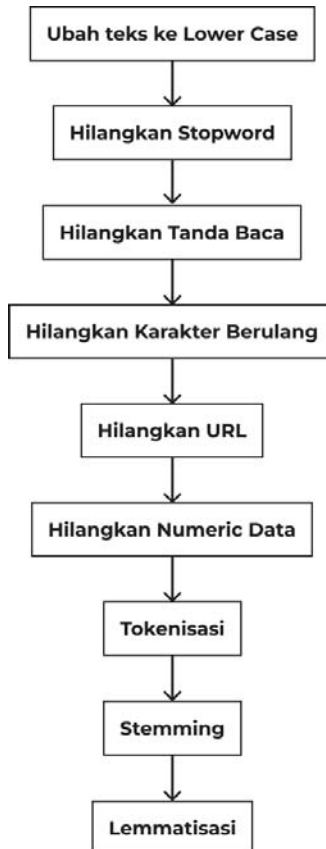 Ubah teks ke Lower Case
Hilangkan Stopword
Hilangkan Tanda Baca
Hilangkan Karakter Berulang
Hilangkan URL
Hilangkan Numeric Data
Tokenisasi
Stemming
Lemmatisasi